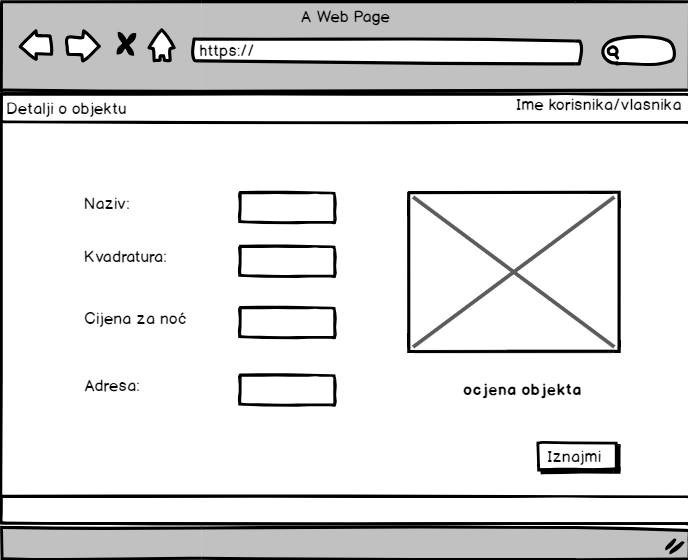 A Web Page
https://
Detalji o objektu
Ime korisnika/vlasnika
Naziv:
Kvadratura:
Cijena za noć
Adresa:
ocjena objekta
Iznajmi